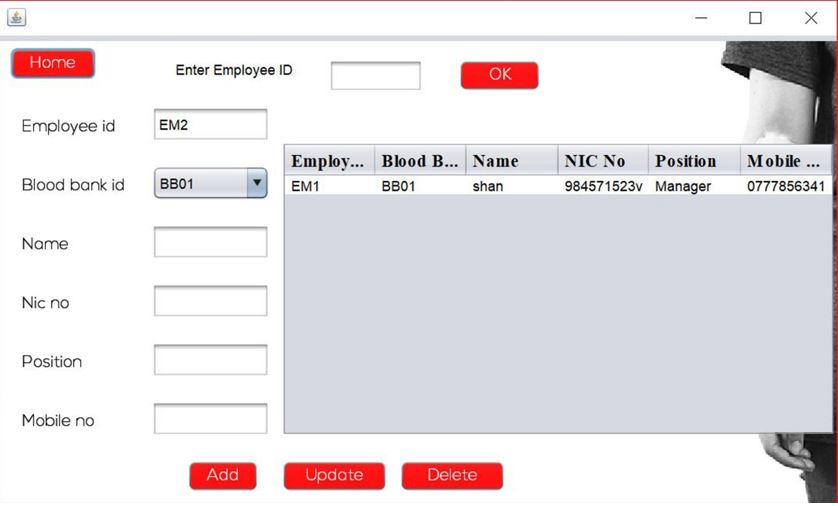 Home
Enter Employee ID
OK
Employee id
EM2
Blood bank id
BB01
Name
Nic no
Position
Mobile no
Employ... Blood B... Name NIC No Position Mobile ...
EM1 BB01 shan 984571523v Manager 0777856341
Add
Update
Delete